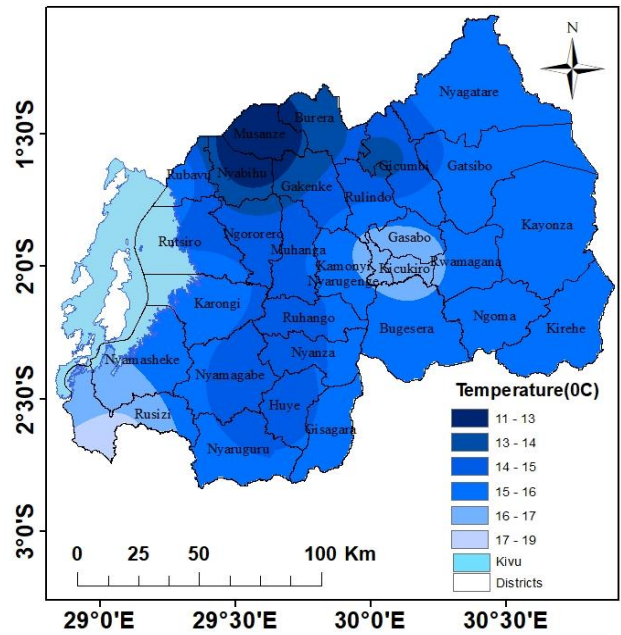 N
Nyagatare
Burera
Musanze
Gicumbi
Gatsibo
Rubavu
Nyabihu
Gakenke
Rulindo
Kayonza
Rutsiro
Ngororero
Muhanga
Gasabo
Kamonyi
Kicukiro
Rwamagana
Nyarugenge
Karongi
Ruhango
Bugesera
Ngoma
Kirehe
Nyamasheke
Nyanza
Nyamagabe
Rusizi
Huye
Gisagara
Nyaruguru
1°30'S
2°0'S
2°30'S
3°0'S
Temperature(0C)
11 - 13
13 - 14
14 - 15
15 - 16
16 - 17
17 - 19
Kivu
Districts
0 25 50 100 Km
29°0'E 29°30'E 30°0'E 30°30'E